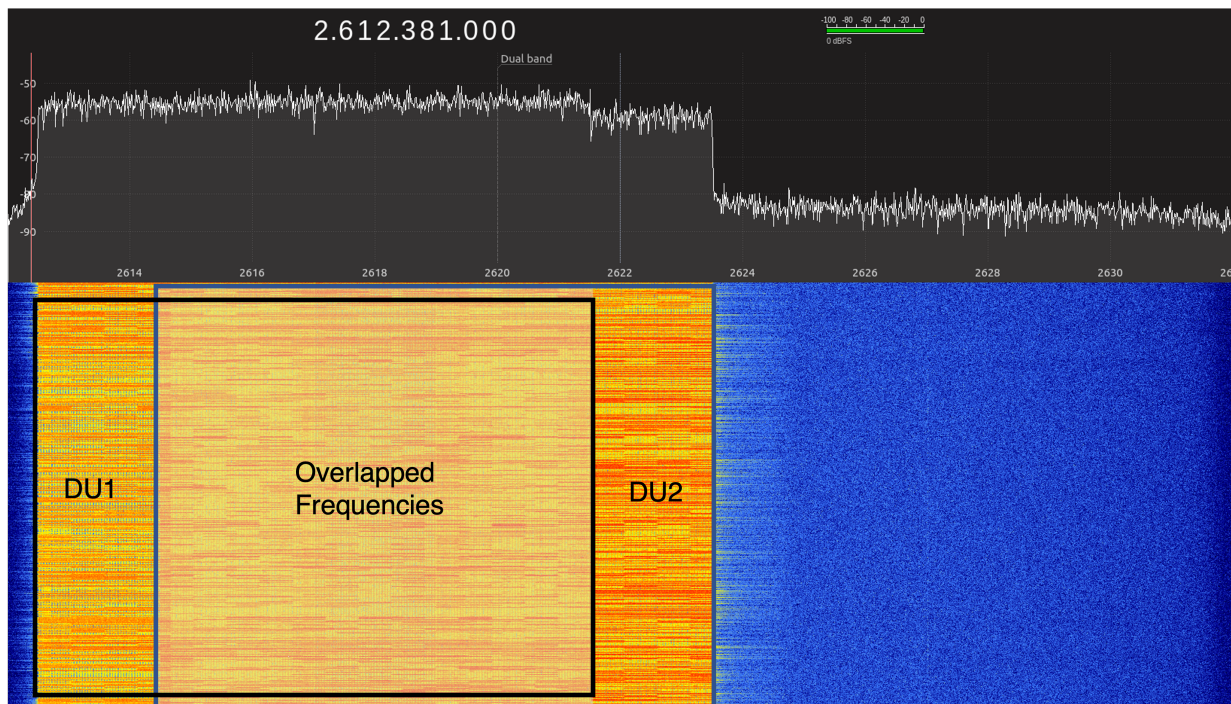 2.612.381.000
-100 -80 -60 -40 -20 0
0 dBFS
Dual band
-50
-60
-70
-80
-90
2614 2616 2618 2620 2622 2624 2626 2628 2630
DU1
Overlapped
Frequencies
DU2